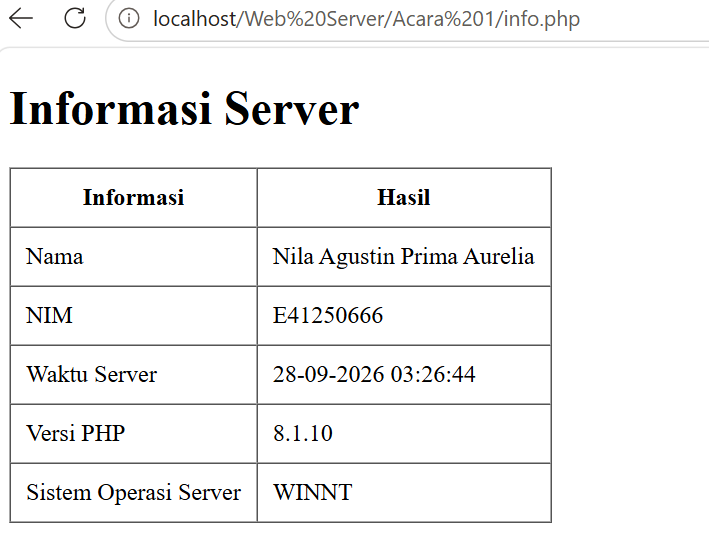 localhost/Web%20Server/Acara%201/info.php
Informasi Server
Informasi Hasil
Nama Nila Agustin Prima Aurelia
NIM E41250666
Waktu Server 28-09-2026 03:26:44
Versi PHP 8.1.10
Sistem Operasi Server WINNT